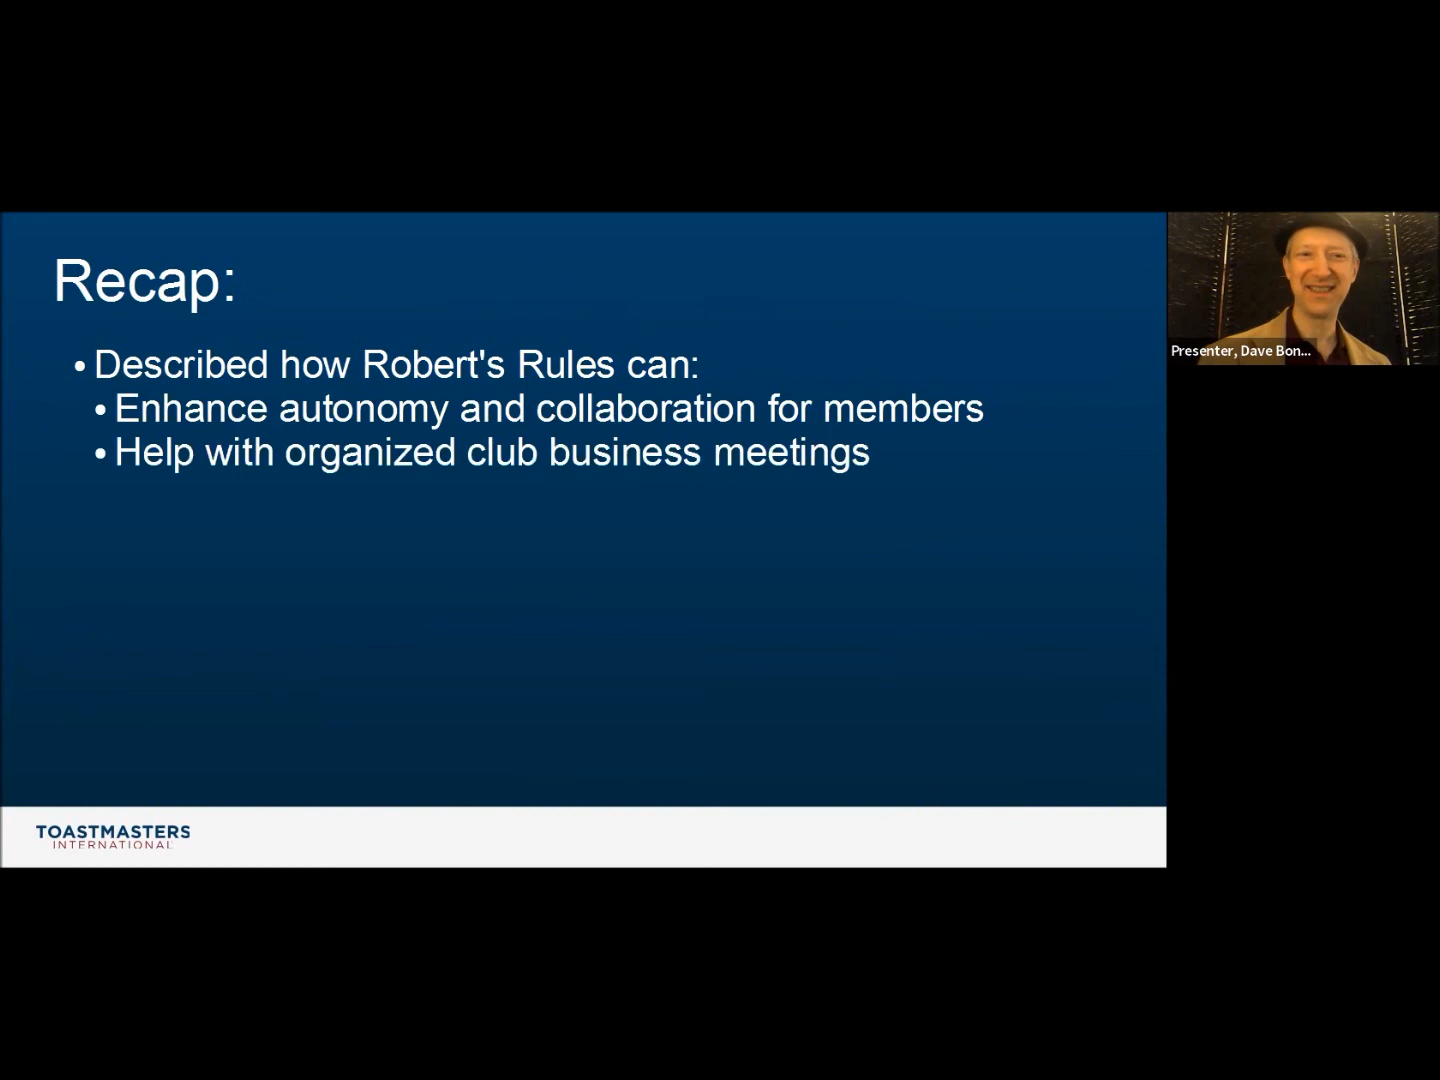 Recap:
• Described how Robert's Rules can:
• Enhance autonomy and collaboration for members
• Help with organized club business meetings
Presenter, Dave Bon...
TOASTMASTERS
INTERNATIONAL